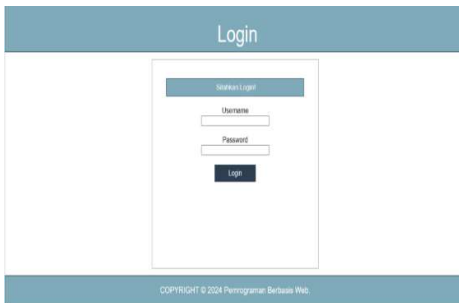 Login
Silahkan Login!
Username
Password
Login
COPYRIGHT © 2024 Pemrograman Berbasis Web.